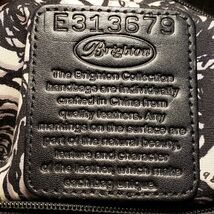 E313679
Brighton
The Brighton Collection
handbags are individually
crafted in China from
quality leathers. Any
markings on the surface are
part of the natural beauty,
texture and character
of the leather, which make
each bag unique.